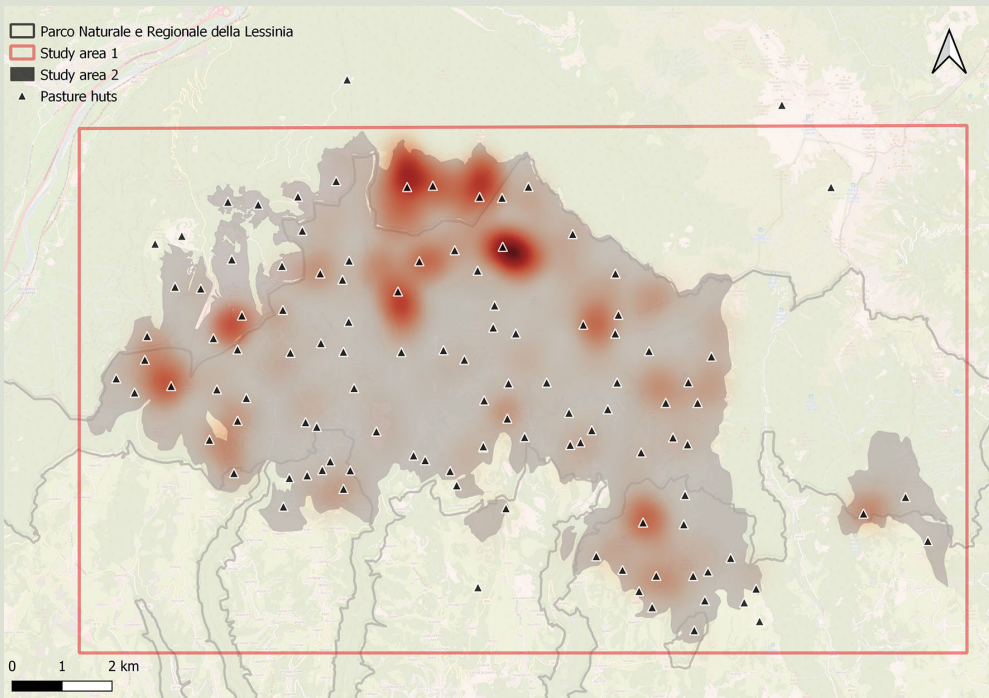 Parco Naturale e Regionale della Lessinia
Study area 1
Study area 2
Pasture huts
0 1 2 km